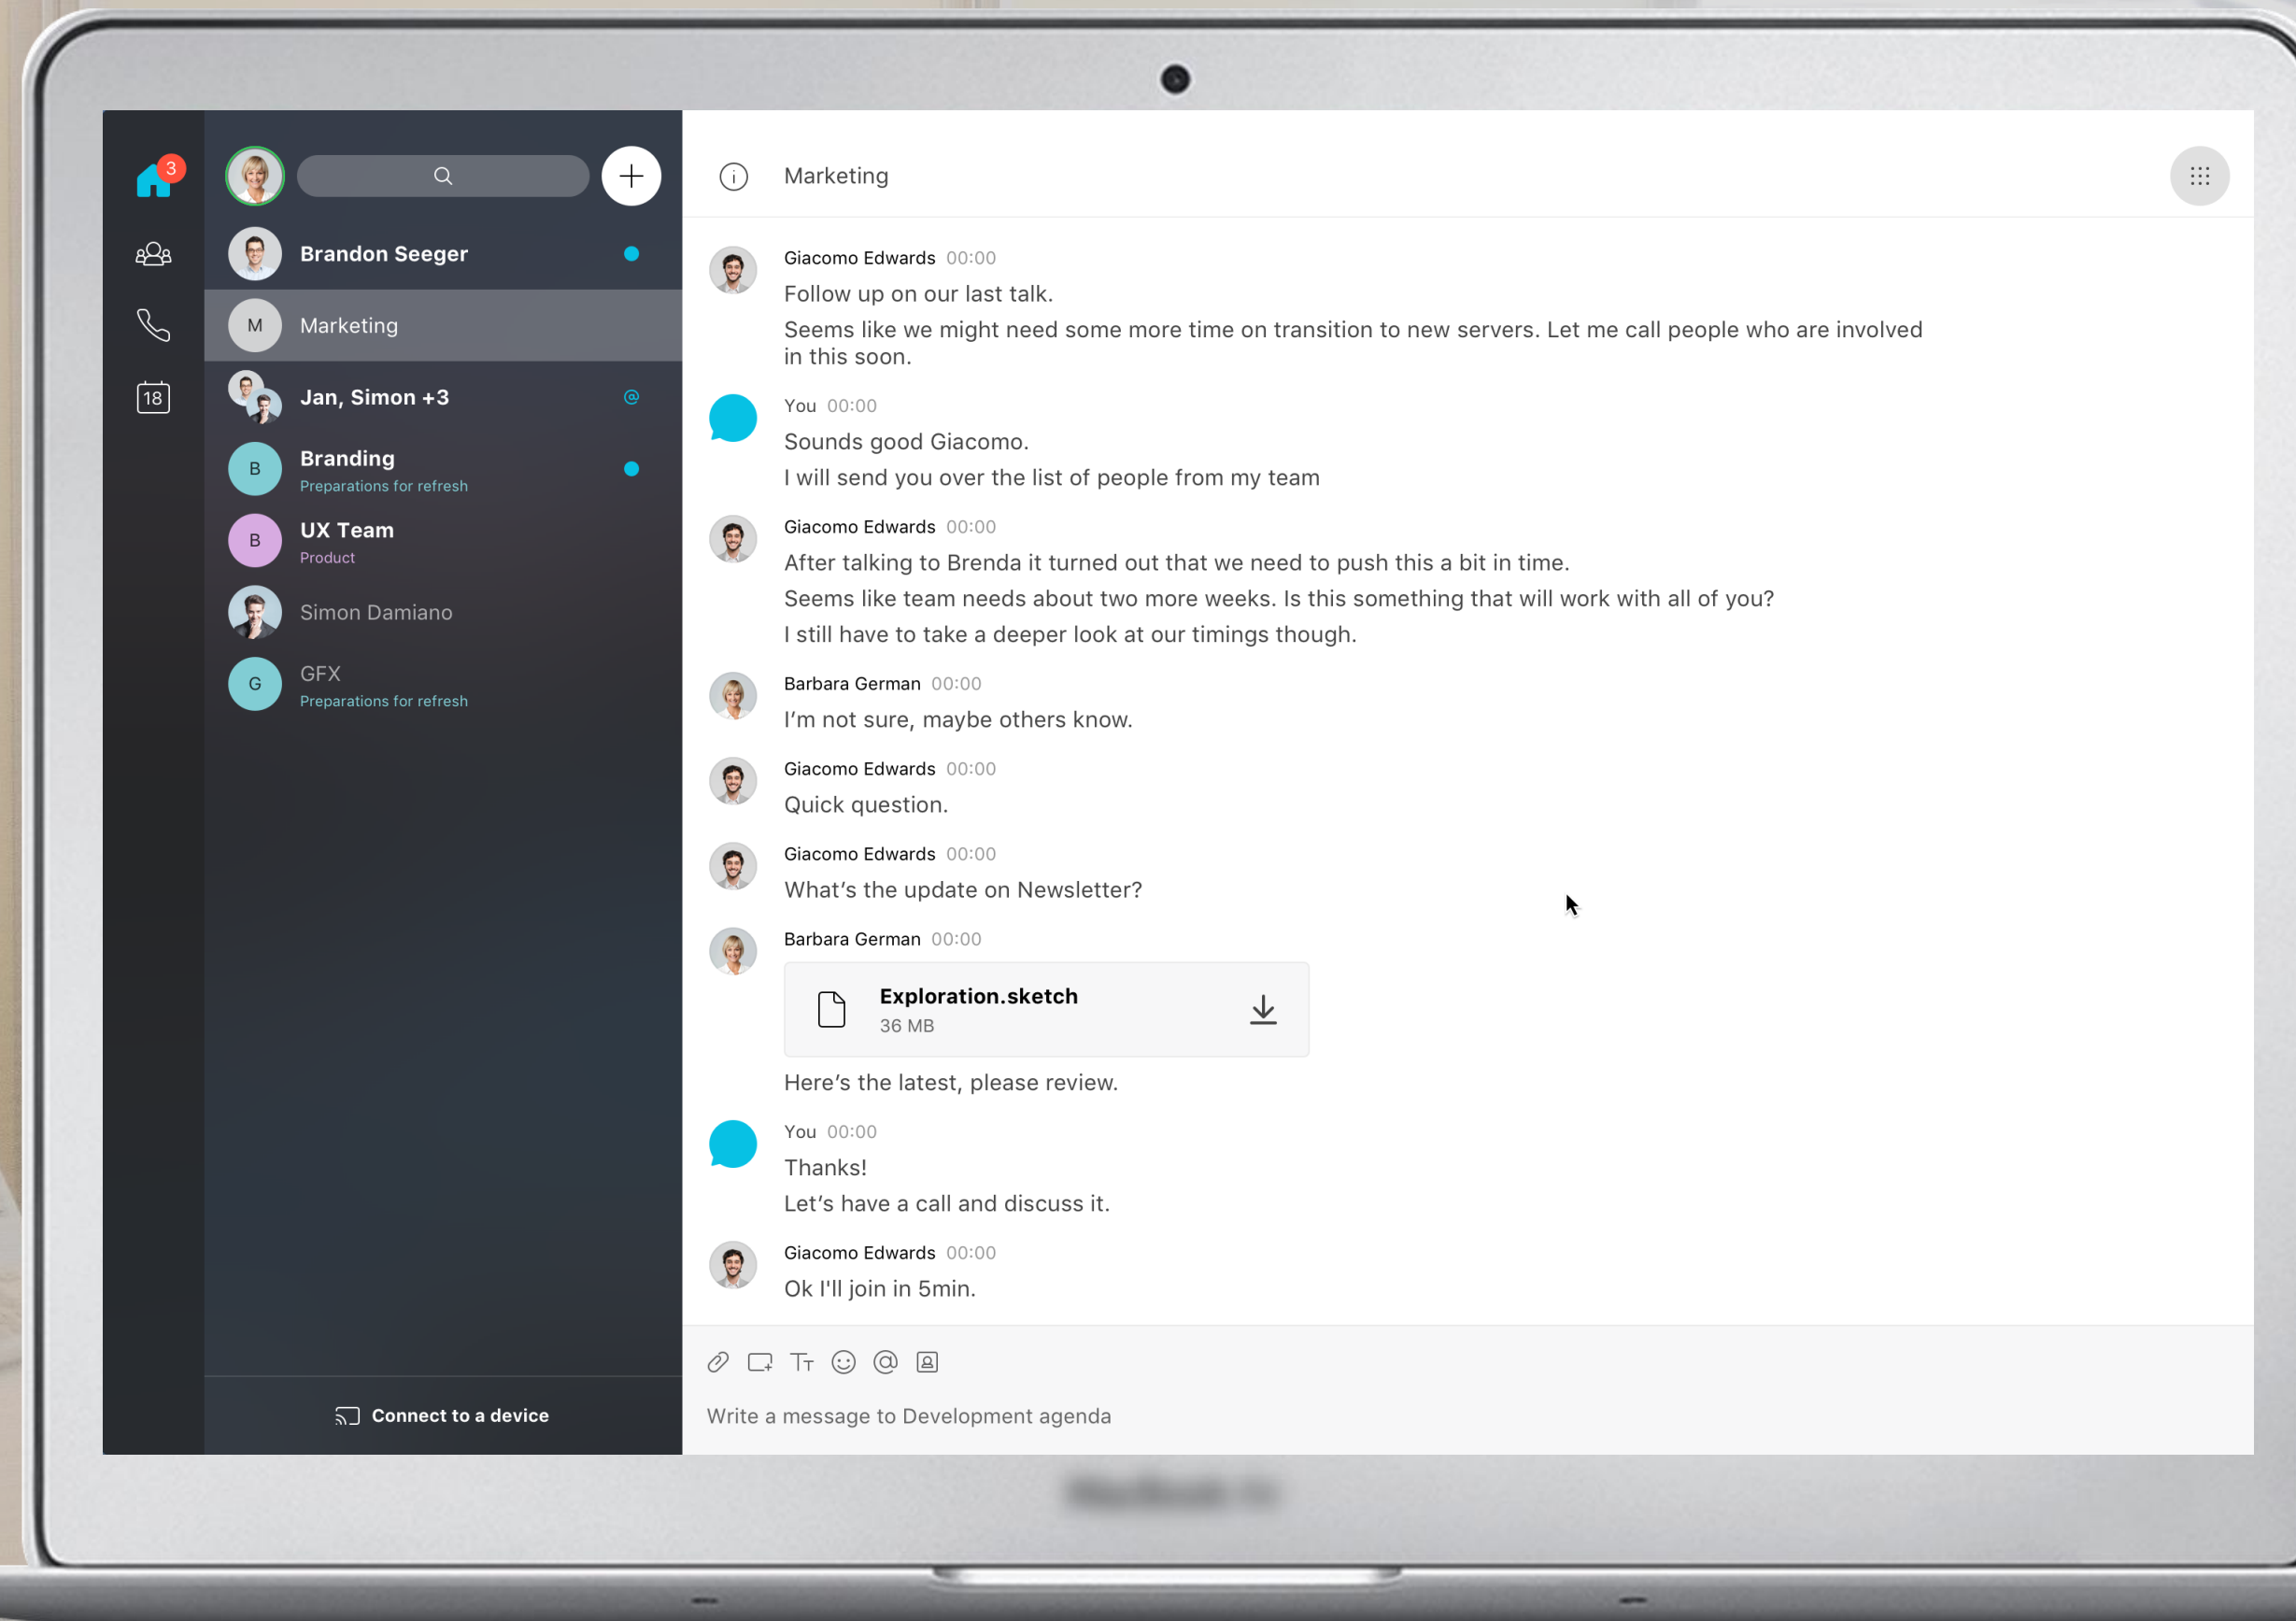 3
18
Brandon Seeger
M
Marketing
Jan, Simon +3
@
B
Branding
Preparations for refresh
B
UX Team
Product
Simon Damiano
G
GFX
Preparations for refresh
Connect to a device
Marketing
Giacomo Edwards 00:00
Follow up on our last talk.
Seems like we might need some more time on transition to new servers. Let me call people who are involved
in this soon.
You 00:00
Sounds good Giacomo.
I will send you over the list of people from my team
Giacomo Edwards 00:00
After talking to Brenda it turned out that we need to push this a bit in time.
Seems like team needs about two more weeks. Is this something that will work with all of you?
I still have to take a deeper look at our timings though.
Barbara German 00:00
I’m not sure, maybe others know.
Giacomo Edwards 00:00
Quick question.
Giacomo Edwards 00:00
What’s the update on Newsletter?
Barbara German 00:00
Exploration.sketch
36 MB
Here’s the latest, please review.
You 00:00
Thanks!
Let’s have a call and discuss it.
Giacomo Edwards 00:00
Ok I'll join in 5min.
Write a message to Development agenda